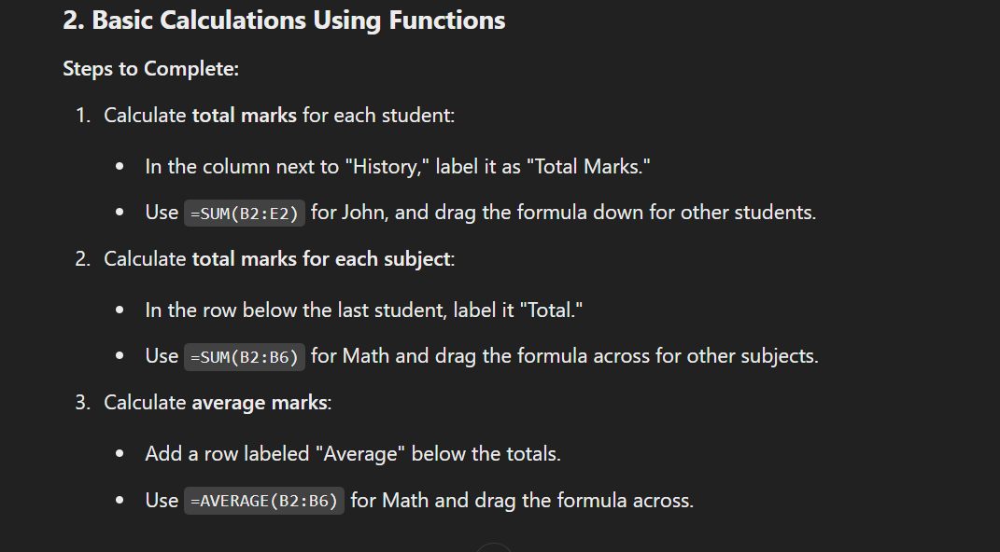 2. Basic Calculations Using Functions
Steps to Complete:
1. Calculate total marks for each student:
• In the column next to "History," label it as "Total Marks."
• Use =SUM(B2:E2) for John, and drag the formula down for other students.
2. Calculate total marks for each subject:
• In the row below the last student, label it "Total."
• Use =SUM(B2:B6) for Math and drag the formula across for other subjects.
3. Calculate average marks:
• Add a row labeled "Average" below the totals.
• Use =AVERAGE(B2:B6) for Math and drag the formula across.